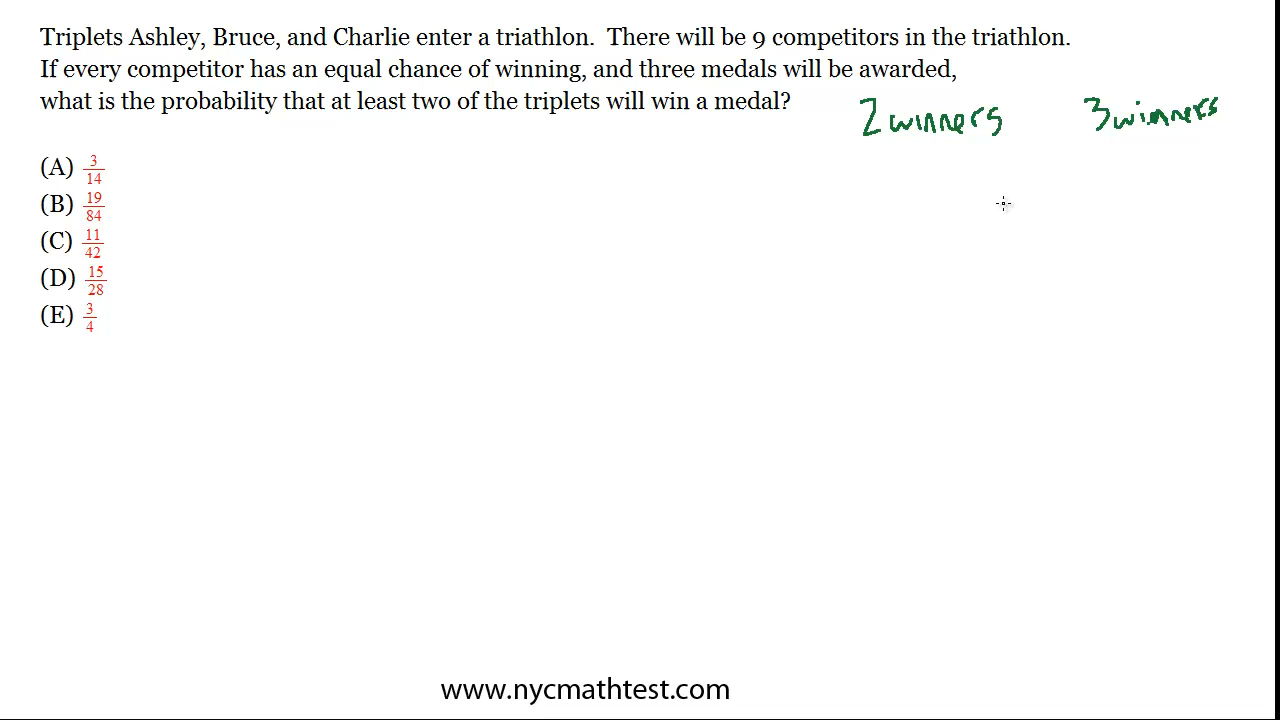 Triplets Ashley, Bruce, and Charlie enter a triathlon.  There will be 9 competitors in the triathlon.
If every competitor has an equal chance of winning, and three medals will be awarded,
what is the probability that at least two of the triplets will win a medal?
2 winners 3 winners
(A) 3/14
(B) 19/84
(C) 11/42
(D) 15/28
(E) 3/4
www.nycmathtest.com